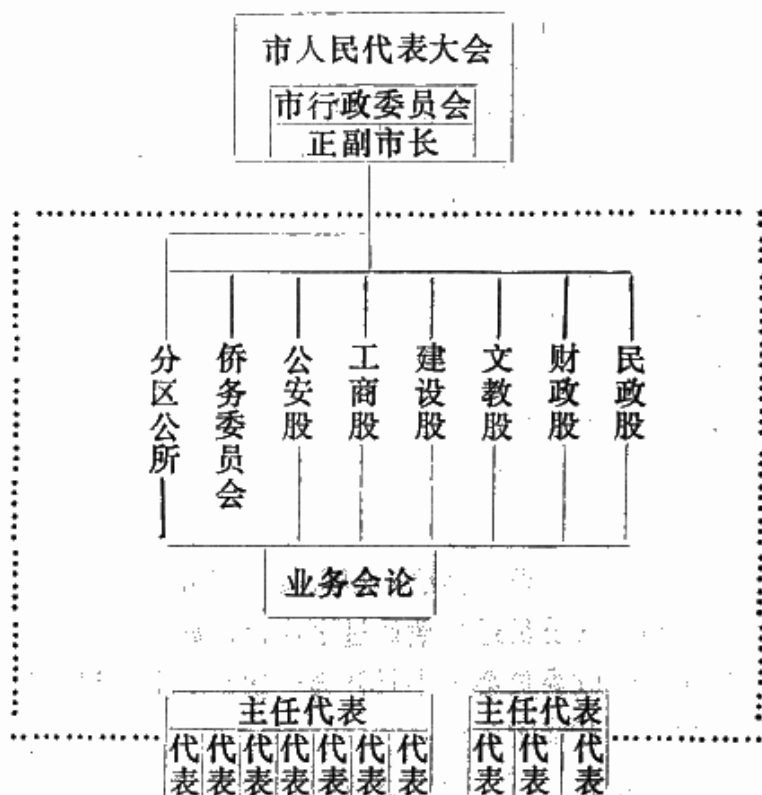 市人民代表大会
市行政委员会
正副市长
分区公所
侨务委员会
公安股
工商股
建设股
文教股
财政股
民政股
业务会论
主任代表
代表
代表
代表
代表
代表
代表
代表
主任代表
代表
代表
代表